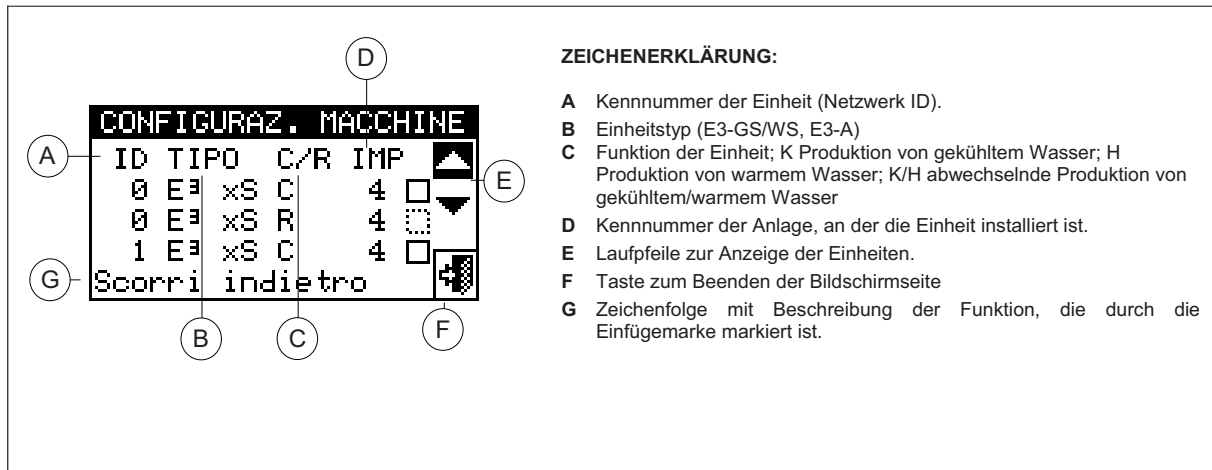 D
ZEICHENERKLÄRUNG:
A Kennnummer der Einheit (Netzwerk ID).
B Einheitstyp (E3-GS/WS, E3-A)
C Funktion der Einheit; K Produktion von gekühltem Wasser; H
Produktion von warmem Wasser; K/H abwechselnde Produktion von
gekühltem/warmem Wasser
D Kennnummer der Anlage, an der die Einheit installiert ist.
E Laufpfeile zur Anzeige der Einheiten.
F Taste zum Beenden der Bildschirmseite
G Zeichenfolge mit Beschreibung der Funktion, die durch die
Einfügemarke markiert ist.
CONFIGURAZ. MACCHINE
A
ID TIPO C/R IMP
E
0 E³ xS C 4
0 E³ xS R 4
1 E³ xS C 4
G
Scorri indietro
B
C
F